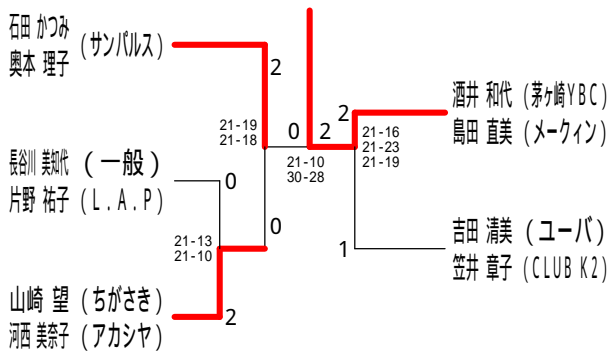 石田 かつみ (サンパルス)
奥本 理子
2
21-19
21-18
0
2
21-10
30-28
2
21-16
21-23
21-19
酒井 和代 (茅ヶ崎YBC)
島田 直美 (メークィン)
長谷川 美知代 (一般)
片野 祐子 (L.A.P)
0
0
21-13
21-10
1
吉田 清美 (ユーバ)
笠井 章子 (CLUB K2)
山崎 望 (ちがさき)
河西 美奈子 (アカシヤ)
2